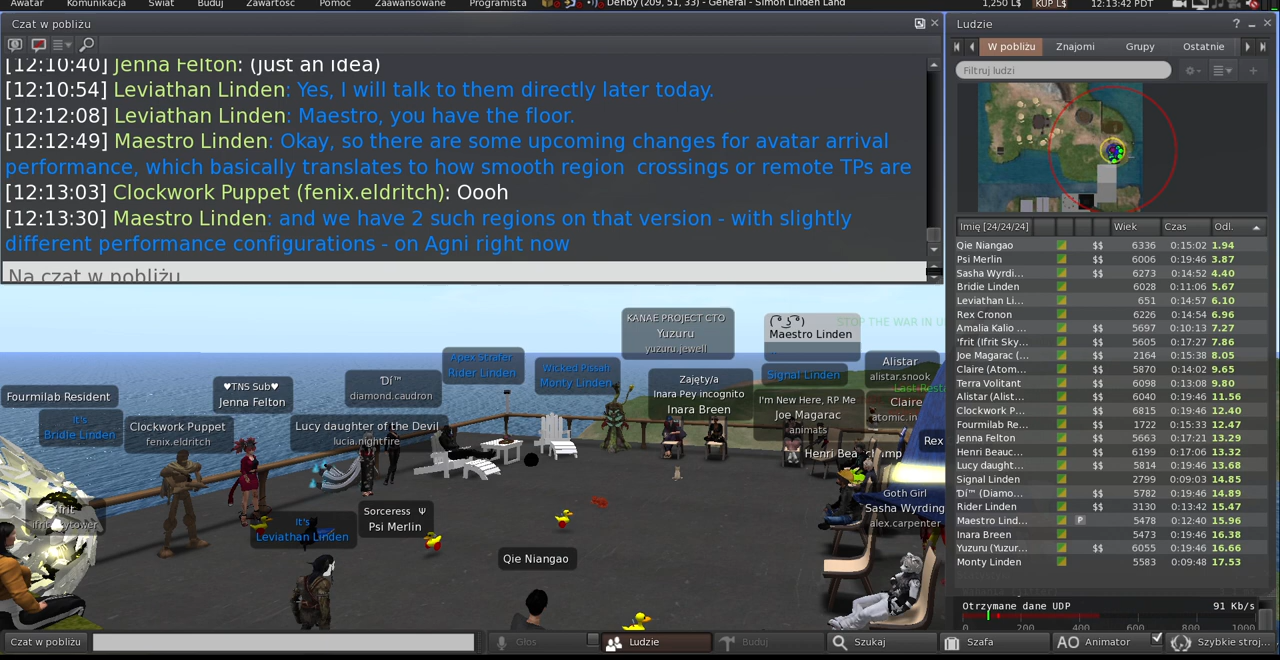 Awatar Komunikacja Świat Buduj Zawartość Pomoc Zaawansowane Programista
Denby (209, 51, 33) - General - Simon Linden Land
1,250 L$ KUP L$ 12:13:42 PDT
Czat w pobliżu
[12:10:40] Jenna Felton: (Just an idea)
[12:10:54] Leviathan Linden: Yes, I will talk to them directly later today.
[12:12:08] Leviathan Linden: Maestro, you have the floor.
[12:12:49] Maestro Linden: Okay, so there are some upcoming changes for avatar arrival
performance, which basically translates to how smooth region crossings or remote TPs are
[12:13:03] Clockwork Puppet (fenix.eldritch): Oooh
[12:13:30] Maestro Linden: and we have 2 such regions on that version - with slightly
different performance configurations - on Agni right now
Na czat w pobliżu
KANAE PROJECT CTO
Yuzuru
yuzuru.jewell
( ͡° ͜ʖ ͡°)
Maestro Linden
STOP THE WAR IN U
Apex Strafer
Rider Linden
Wicked Pissah
Monty Linden
Signal Linden
Alistar
alistar.snook
Fourmilab Resident
♥TNS Sub♥
Jenna Felton
Ɗí™
diamond.caudron
Zajęty/a
Inara Pey incognito
Inara Breen
I'm New Here, RP Me
Joe Magarac
animats
Claire
atomic.in
It's
Bridie Linden
Clockwork Puppet
fenix.eldritch
Lucy daughter of the Devil
lucia.nightfire
Rex
Goth Girl
Sasha Wyrding
alex.carpenter
Sorceress Ψ
Psi Merlin
It's
Leviathan Linden
Qie Niangao
Czat w pobliżu
Głos
Ludzie
Buduj
Szukaj
Szafa
AO Animator
Szybkie stroj...
Ludzie
W pobliżu Znajomi Grupy Ostatnie
Filtruj ludzi
Imię [24/24/24] Wiek Czas Odl.
Qie Niangao $$ 6336 0:15:02 1.94
Psi Merlin $$ 6006 0:19:46 3.87
Sasha Wyrdi... $$ 6273 0:14:52 4.40
Bridie Linden 6028 0:11:06 5.67
Leviathan Li... 651 0:14:57 6.10
Rex Cronon 6226 0:14:54 6.96
Amalia Kalio ... $$ 5697 0:10:13 7.27
'frit (Ifrit Sky... $$ 5605 0:17:27 7.86
Joe Magarac (... $$ 2164 0:15:38 8.05
Claire (Atom... $$ 5870 0:14:02 9.65
Terra Volitant $$ 6098 0:13:08 9.80
Alistar (Alist... $$ 6040 0:19:46 11.56
Clockwork P... $$ 6815 0:19:46 12.40
Fourmilab Re... $$ 1722 0:15:33 12.47
Jenna Felton $$ 5663 0:17:21 13.29
Henri Beauc... $$ 6199 0:17:06 13.32
Lucy daught... $$ 5814 0:19:46 13.68
Signal Linden 2799 0:09:03 14.85
Ɗí™ (Diamo... $$ 5782 0:19:46 14.89
Rider Linden $$ 3130 0:13:42 15.47
Maestro Lind... P 5478 0:12:40 15.96
Inara Breen 5473 0:19:46 16.38
Yuzuru (Yuzur... $$ 6055 0:19:46 16.66
Monty Linden 5583 0:09:48 17.53
Otrzymane dane UDP 91 Kb/s
0 200 400 600 800 1000